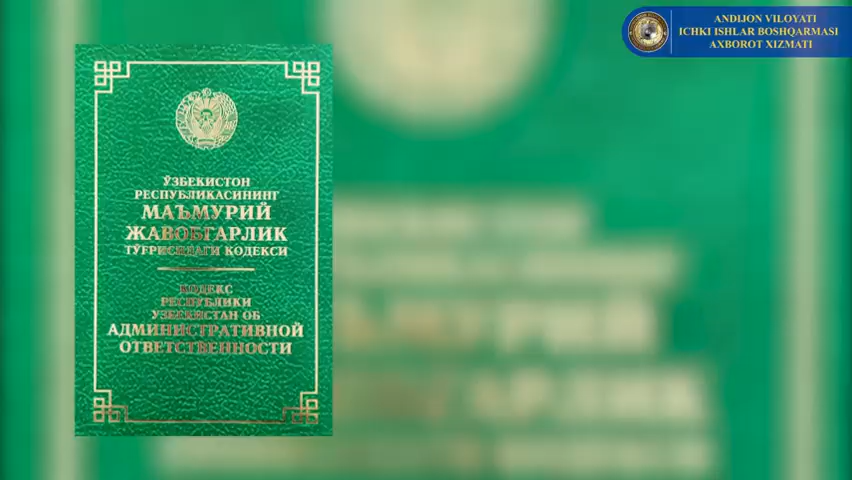 ANDIJON VILOYATI
ICHKI ISHLAR BOSHQARMASI
AXBOROT XIZMATI
ЎЗБЕКИСТОН
РЕСПУБЛИКАСИНИНГ
МАЪМУРИЙ
ЖАВОБГАРЛИК
ТЎҒРИСИДАГИ КОДЕКСИ
КОДЕКС
РЕСПУБЛИКИ
УЗБЕКИСТАН ОБ
АДМИНИСТРАТИВНОЙ
ОТВЕТСТВЕННОСТИ